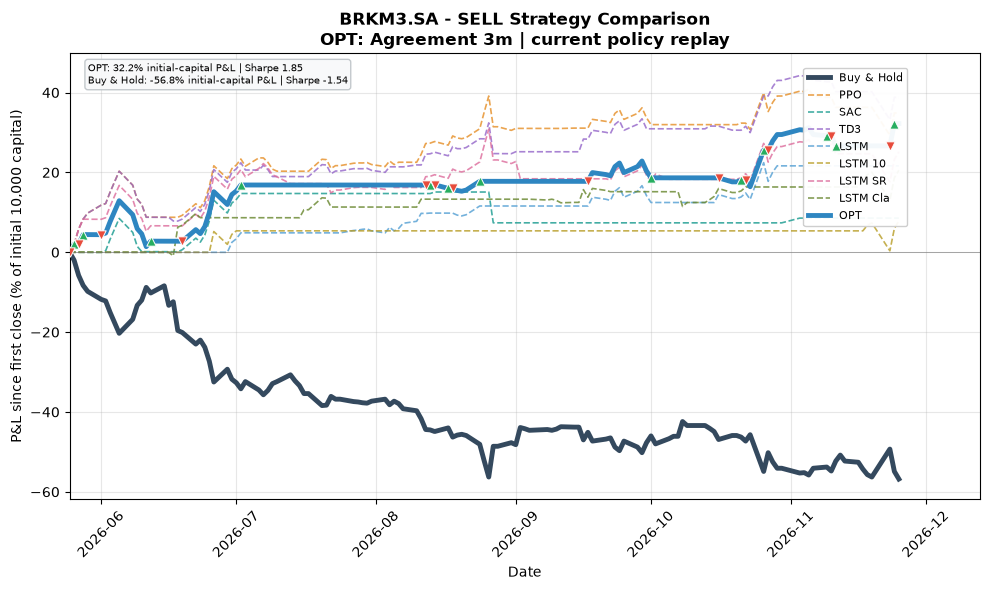 BRKM3.SA - SELL Strategy Comparison
OPT: Agreement 3m | current policy replay
OPT: 32.2% initial-capital P&L | Sharpe 1.85
Buy & Hold: -56.8% initial-capital P&L | Sharpe -1.54
Buy & Hold
PPO
SAC
TD3
LSTM
LSTM 10
LSTM SR
LSTM Cla
OPT
P&L since first close (% of initial 10,000 capital)
40
20
0
−20
−40
−60
2026-06
2026-07
2026-08
2026-09
2026-10
2026-11
2026-12
Date